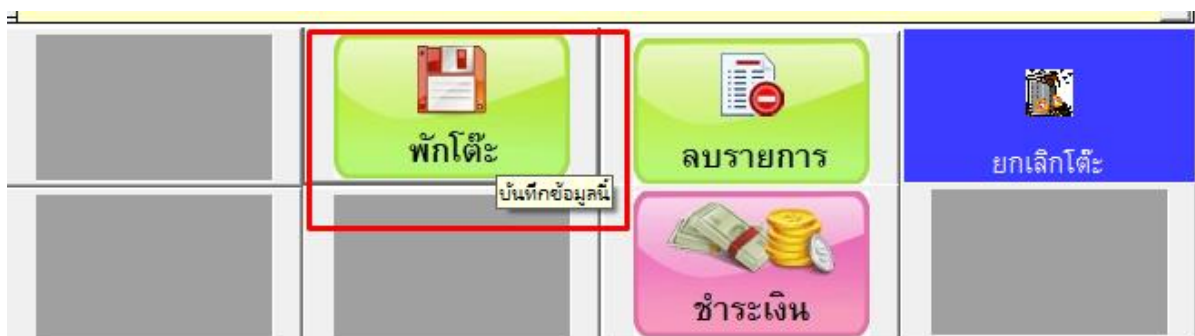 พักโต๊ะ
ลบรายการ
ยกเลิกโต๊ะ
บันทึกข้อมูลนี้
ชำระเงิน